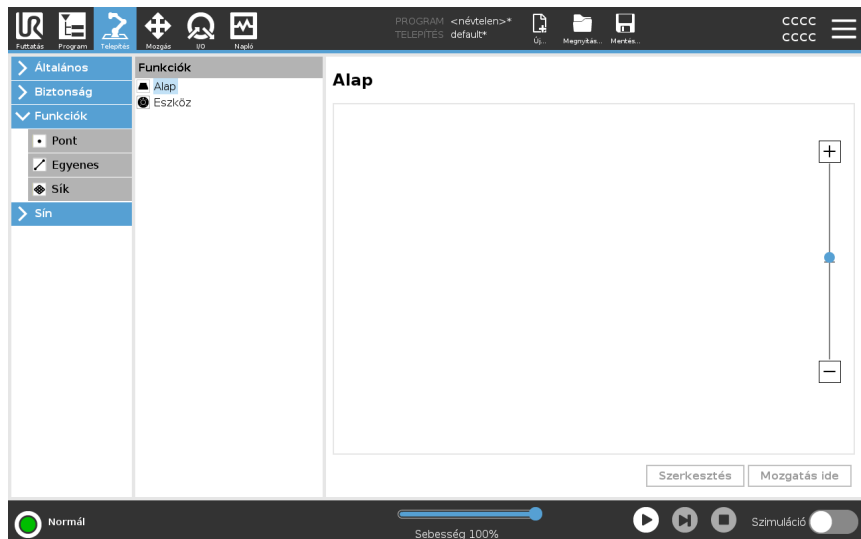 PROGRAM <névtelen>*
TELEPÍTÉS default*
CCCC
CCCC
Futtatás Program Telepítés Mozgás I/O Napló Új... Megnyitás... Mentés...
Általános
Biztonság
Funkciók
Pont
Egyenes
Sík
Sín
Funkciók
Alap
Eszköz
Alap
Szerkesztés Mozgatás ide
Normál
Sebesség 100%
Szimuláció